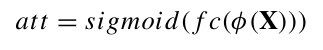 att = sigmoid(fc(ϕ(X)))